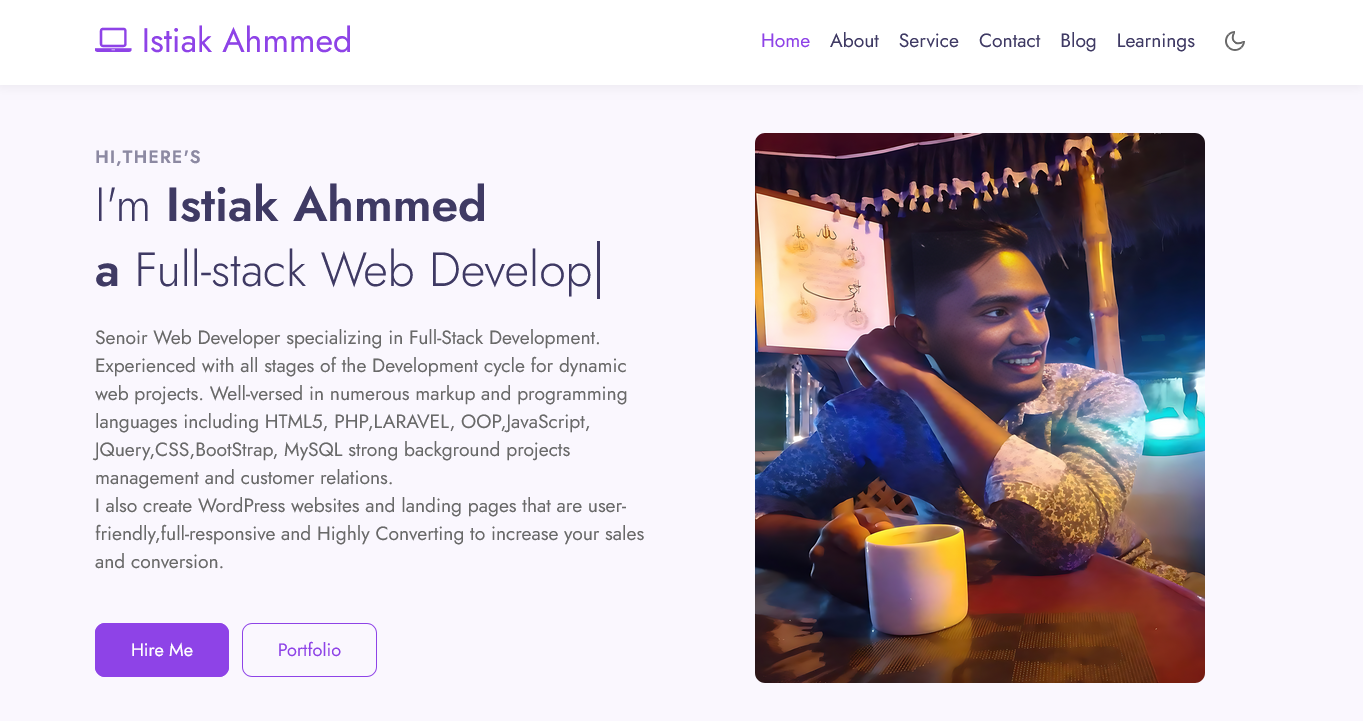 Istiak Ahmmed
Home About Service Contact Blog Learnings
HI,THERE'S
I'm Istiak Ahmmed
a Full-stack Web Develop
Senoir Web Developer specializing in Full-Stack Development.
Experienced with all stages of the Development cycle for dynamic
web projects. Well-versed in numerous markup and programming
languages including HTML5, PHP,LARAVEL, OOP,JavaScript,
JQuery,CSS,BootStrap, MySQL strong background projects
management and customer relations.
I also create WordPress websites and landing pages that are user-
friendly,full-responsive and Highly Converting to increase your sales
and conversion.
Hire Me
Portfolio